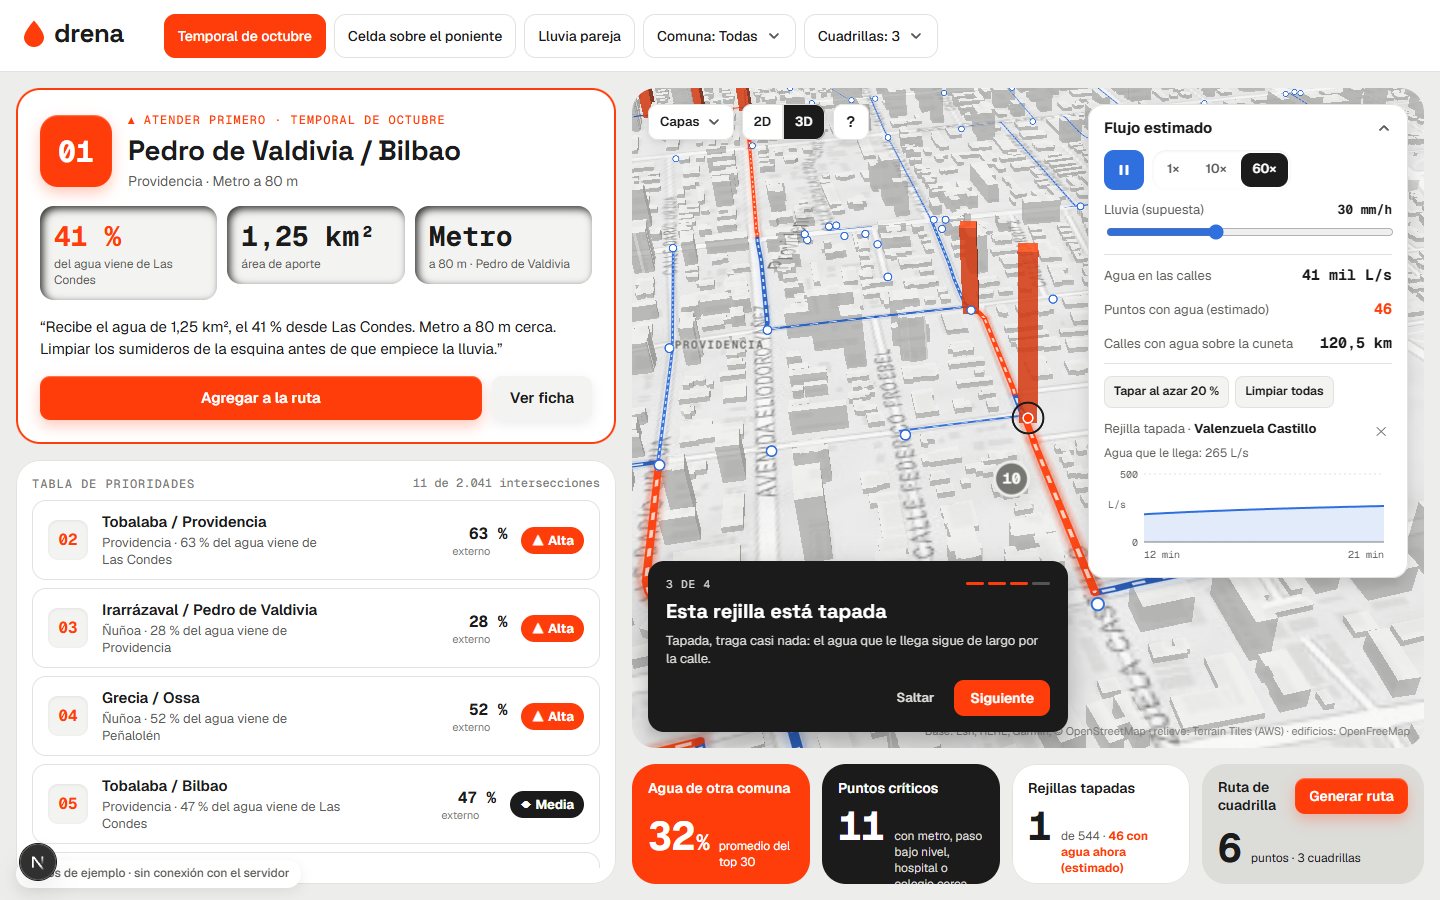 drena
Temporal de octubre
Celda sobre el poniente
Lluvia pareja
Comuna: Todas
Cuadrillas: 3
01
▲ ATENDER PRIMERO · TEMPORAL DE OCTUBRE
Pedro de Valdivia / Bilbao
Providencia · Metro a 80 m
41 %
del agua viene de Las
Condes
1,25 km²
área de aporte
Metro
a 80 m · Pedro de Valdivia
“Recibe el agua de 1,25 km², el 41 % desde Las Condes. Metro a 80 m cerca.
Limpiar los sumideros de la esquina antes de que empiece la lluvia.”
Agregar a la ruta
Ver ficha
TABLA DE PRIORIDADES
11 de 2.041 intersecciones
02
Tobalaba / Providencia
Providencia · 63 % del agua viene de
Las Condes
63 %
externo
▲ Alta
03
Irarrázaval / Pedro de Valdivia
Ñuñoa · 28 % del agua viene de
Providencia
28 %
externo
▲ Alta
04
Grecia / Ossa
Ñuñoa · 52 % del agua viene de
Peñalolén
52 %
externo
▲ Alta
05
Tobalaba / Bilbao
Providencia · 47 % del agua viene de Las
Condes
47 %
externo
Media
N
de ejemplo · sin conexión con el servidor
Capas
2D
3D
?
PROVIDENCIA
AVENIDA ELIODORO
CALLE FEDERICO FROEBEL
10
Flujo estimado
1×
10×
60×
Lluvia (supuesta)
30 mm/h
Agua en las calles
41 mil L/s
Puntos con agua (estimado)
46
Calles con agua sobre la cuneta
120,5 km
Tapar al azar 20 %
Limpiar todas
Rejilla tapada · Valenzuela Castillo
Agua que le llega: 265 L/s
500
L/s
0
12 min
21 min
3 DE 4
Esta rejilla está tapada
Tapada, traga casi nada: el agua que le llega sigue de largo por
la calle.
Saltar
Siguiente
Base: Esri, HERE, Garmin, © OpenStreetMap · relieve: Terrain Tiles (AWS) · edificios: OpenFreeMap
Agua de otra comuna
32%
promedio del
top 30
Puntos críticos
11
con metro, paso
bajo nivel,
hospital o
colegio cerca
Rejillas tapadas
1
de 544 · 46 con
agua ahora
(estimado)
Ruta de
cuadrilla
Generar ruta
6
puntos · 3 cuadrillas